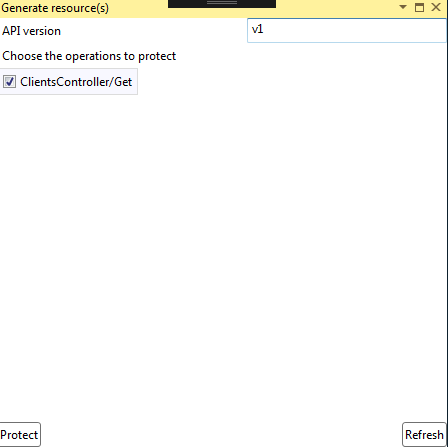 Generate resource(s)
API version
v1
Choose the operations to protect
ClientsController/Get
Protect
Refresh